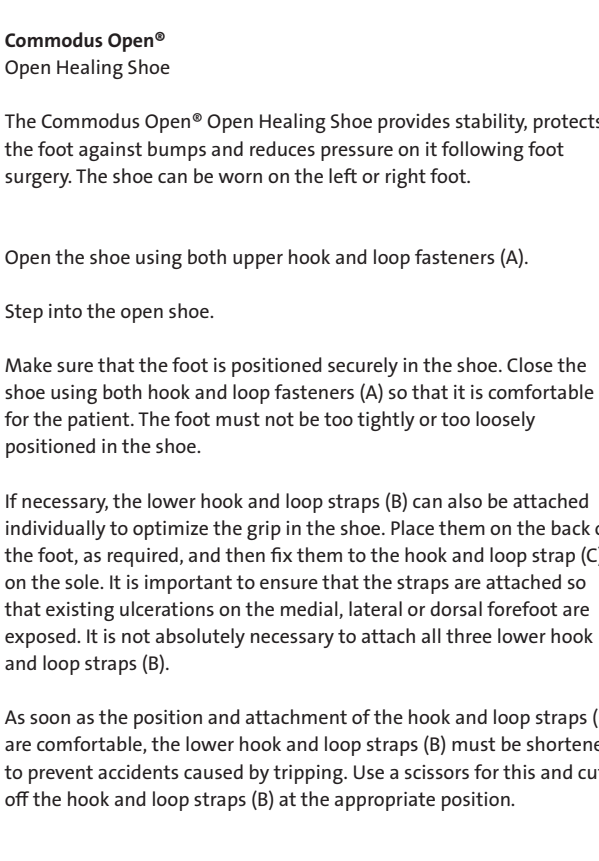 Commodus Open®
Open Healing Shoe
The Commodus Open® Open Healing Shoe provides stability, protects
the foot against bumps and reduces pressure on it following foot
surgery. The shoe can be worn on the left or right foot.
Open the shoe using both upper hook and loop fasteners (A).
Step into the open shoe.
Make sure that the foot is positioned securely in the shoe. Close the
shoe using both hook and loop fasteners (A) so that it is comfortable
for the patient. The foot must not be too tightly or too loosely
positioned in the shoe.
If necessary, the lower hook and loop straps (B) can also be attached
individually to optimize the grip in the shoe. Place them on the back
the foot, as required, and then fix them to the hook and loop strap (C)
on the sole. It is important to ensure that the straps are attached so
that existing ulcerations on the medial, lateral or dorsal forefoot are
exposed. It is not absolutely necessary to attach all three lower hook
and loop straps (B).
As soon as the position and attachment of the hook and loop straps (
are comfortable, the lower hook and loop straps (B) must be shortene
to prevent accidents caused by tripping. Use a scissors for this and cut
off the hook and loop straps (B) at the appropriate position.